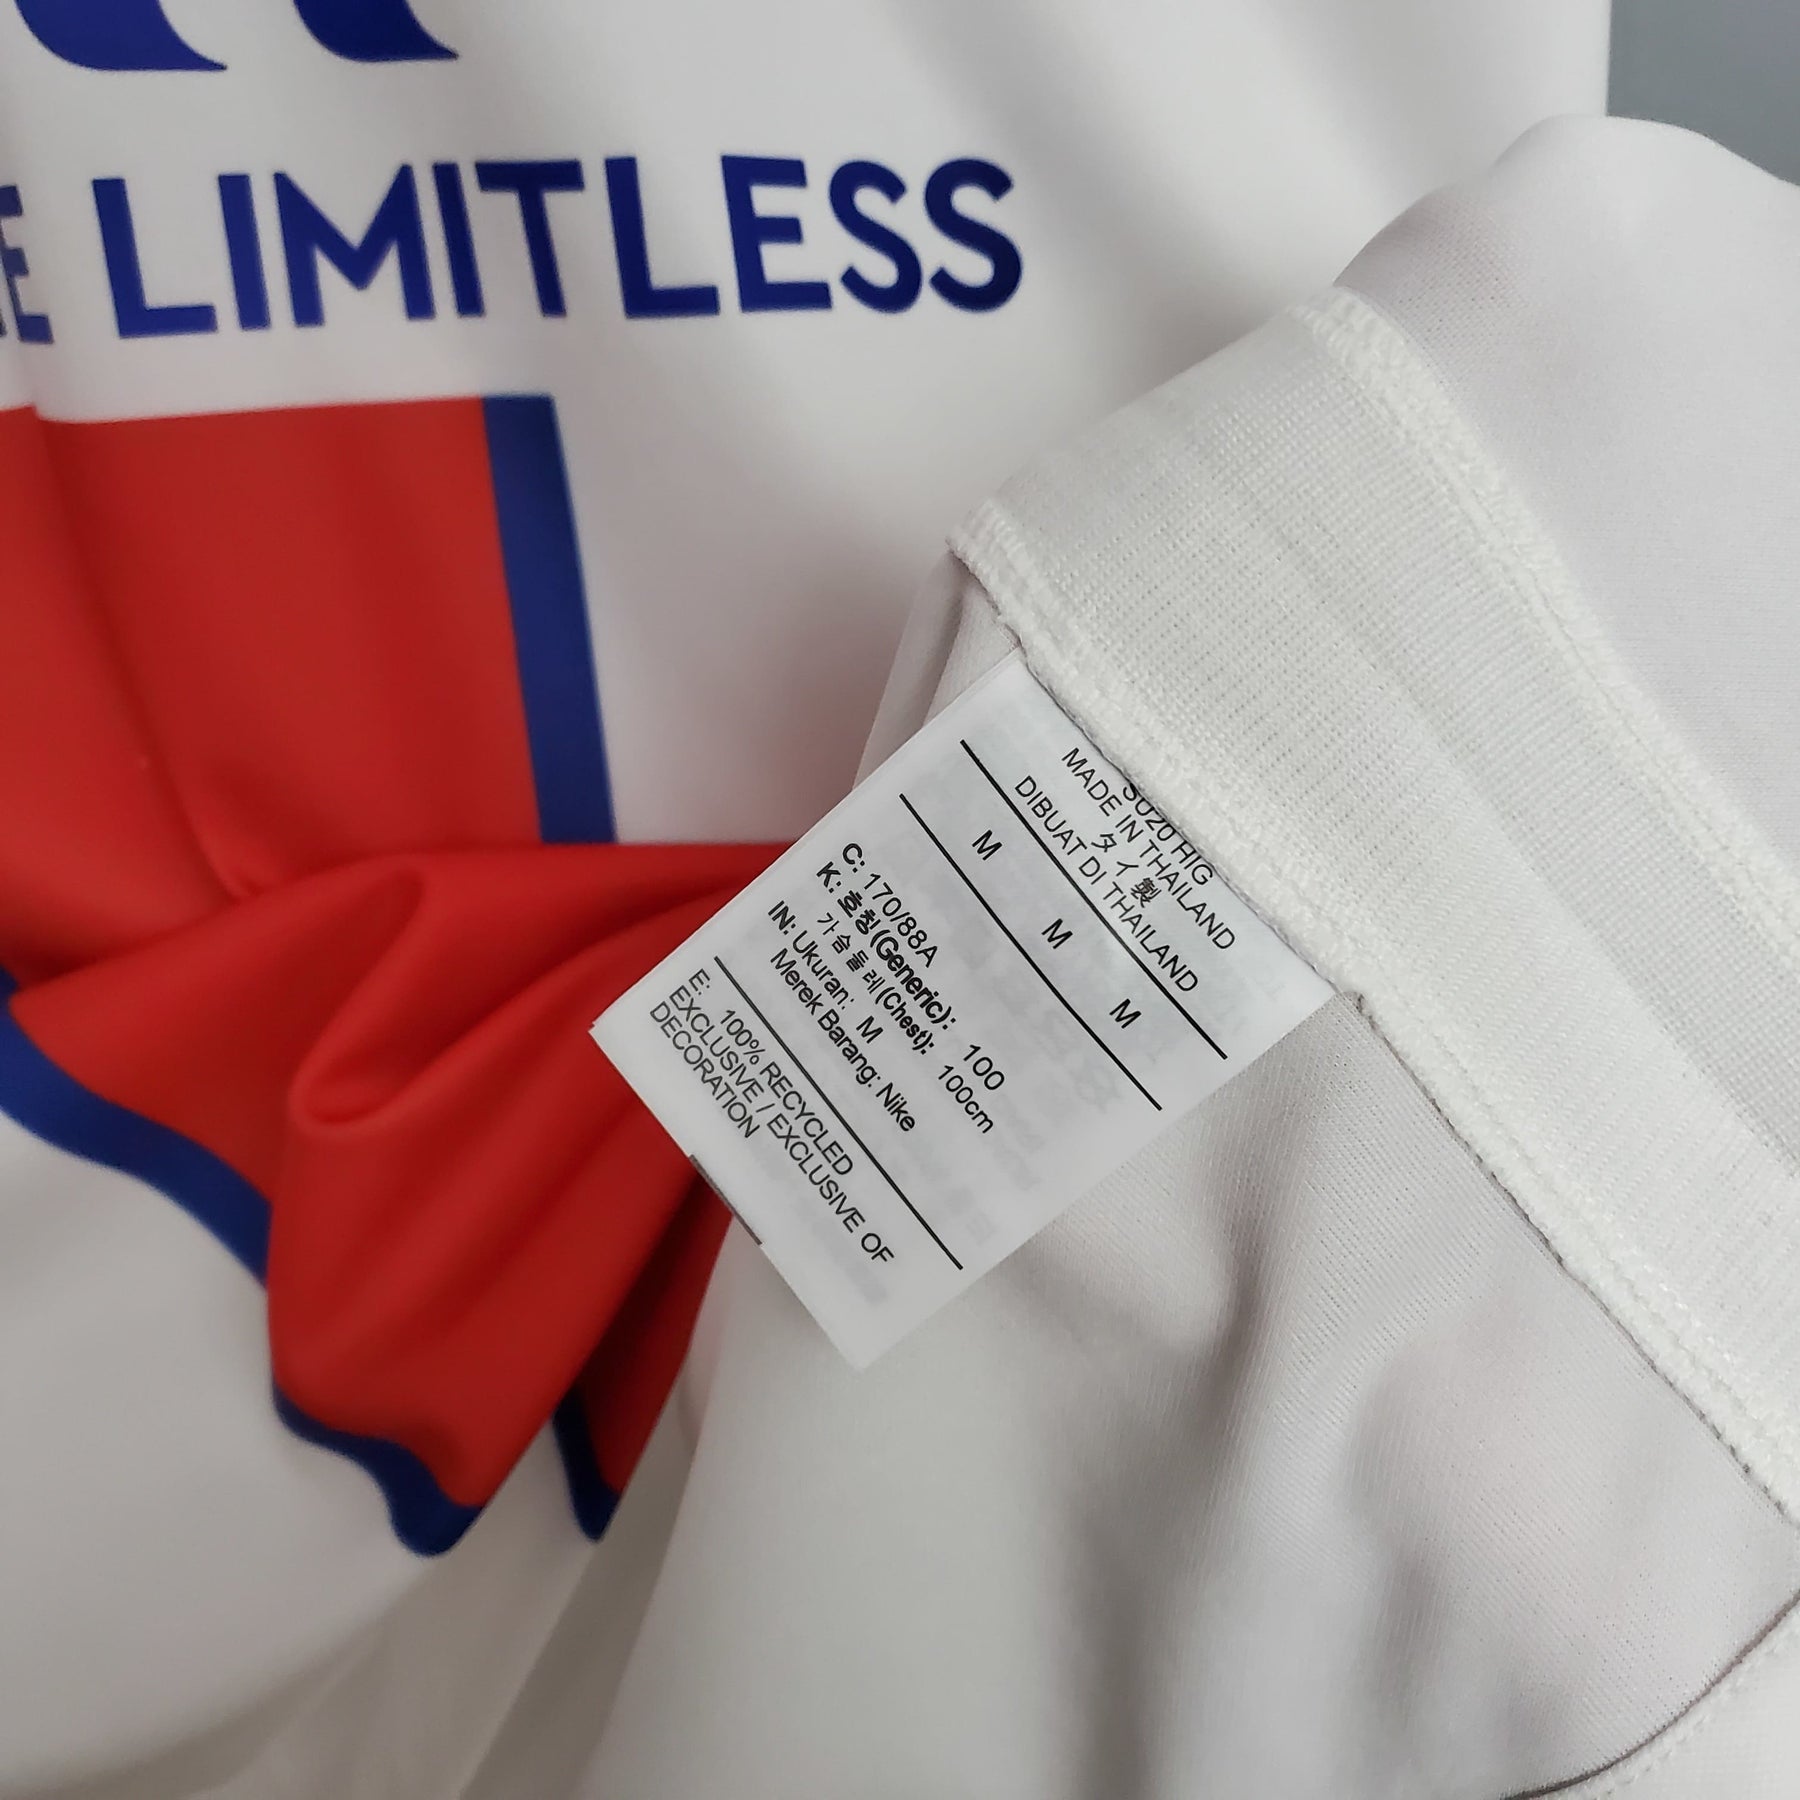 LIMITLESS
SU20 HIG
MADE IN THAILAND
タイ製
DIBUAT DI THAILAND
M M M
C: 170/88A
K: 호칭(Generic): 100
가슴둘레(Chest): 100cm
IN: Ukuran: M
Merek Barang: Nike
E: 100% RECYCLED
EXCLUSIVE / EXCLUSIVE OF
DECORATION